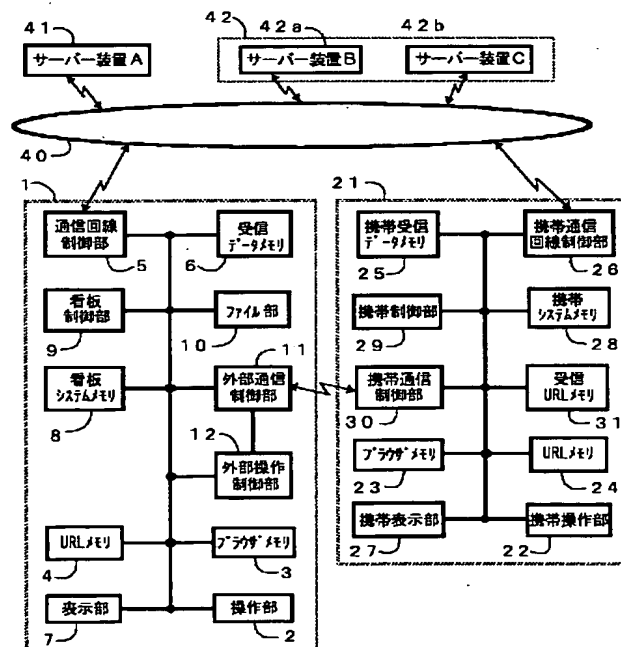 41
42
42a
42b
サーバー装置A
サーバー装置B
サーバー装置C
40
1
通信回線
制御部
5
受信
データメモリ
6
看板
制御部
9
ファイル部
10
看板
システムメモリ
8
外部通信
制御部
11
外部操作
制御部
12
URLメモリ
4
ブラウザメモリ
3
表示部
7
操作部
2
21
携帯受信
データメモリ
25
携帯通信
回線制御部
26
携帯制御部
29
携帯
システムメモリ
28
携帯通信
制御部
30
受信
URLメモリ
31
ブラウザメモリ
23
URLメモリ
24
携帯表示部
27
携帯操作部
22